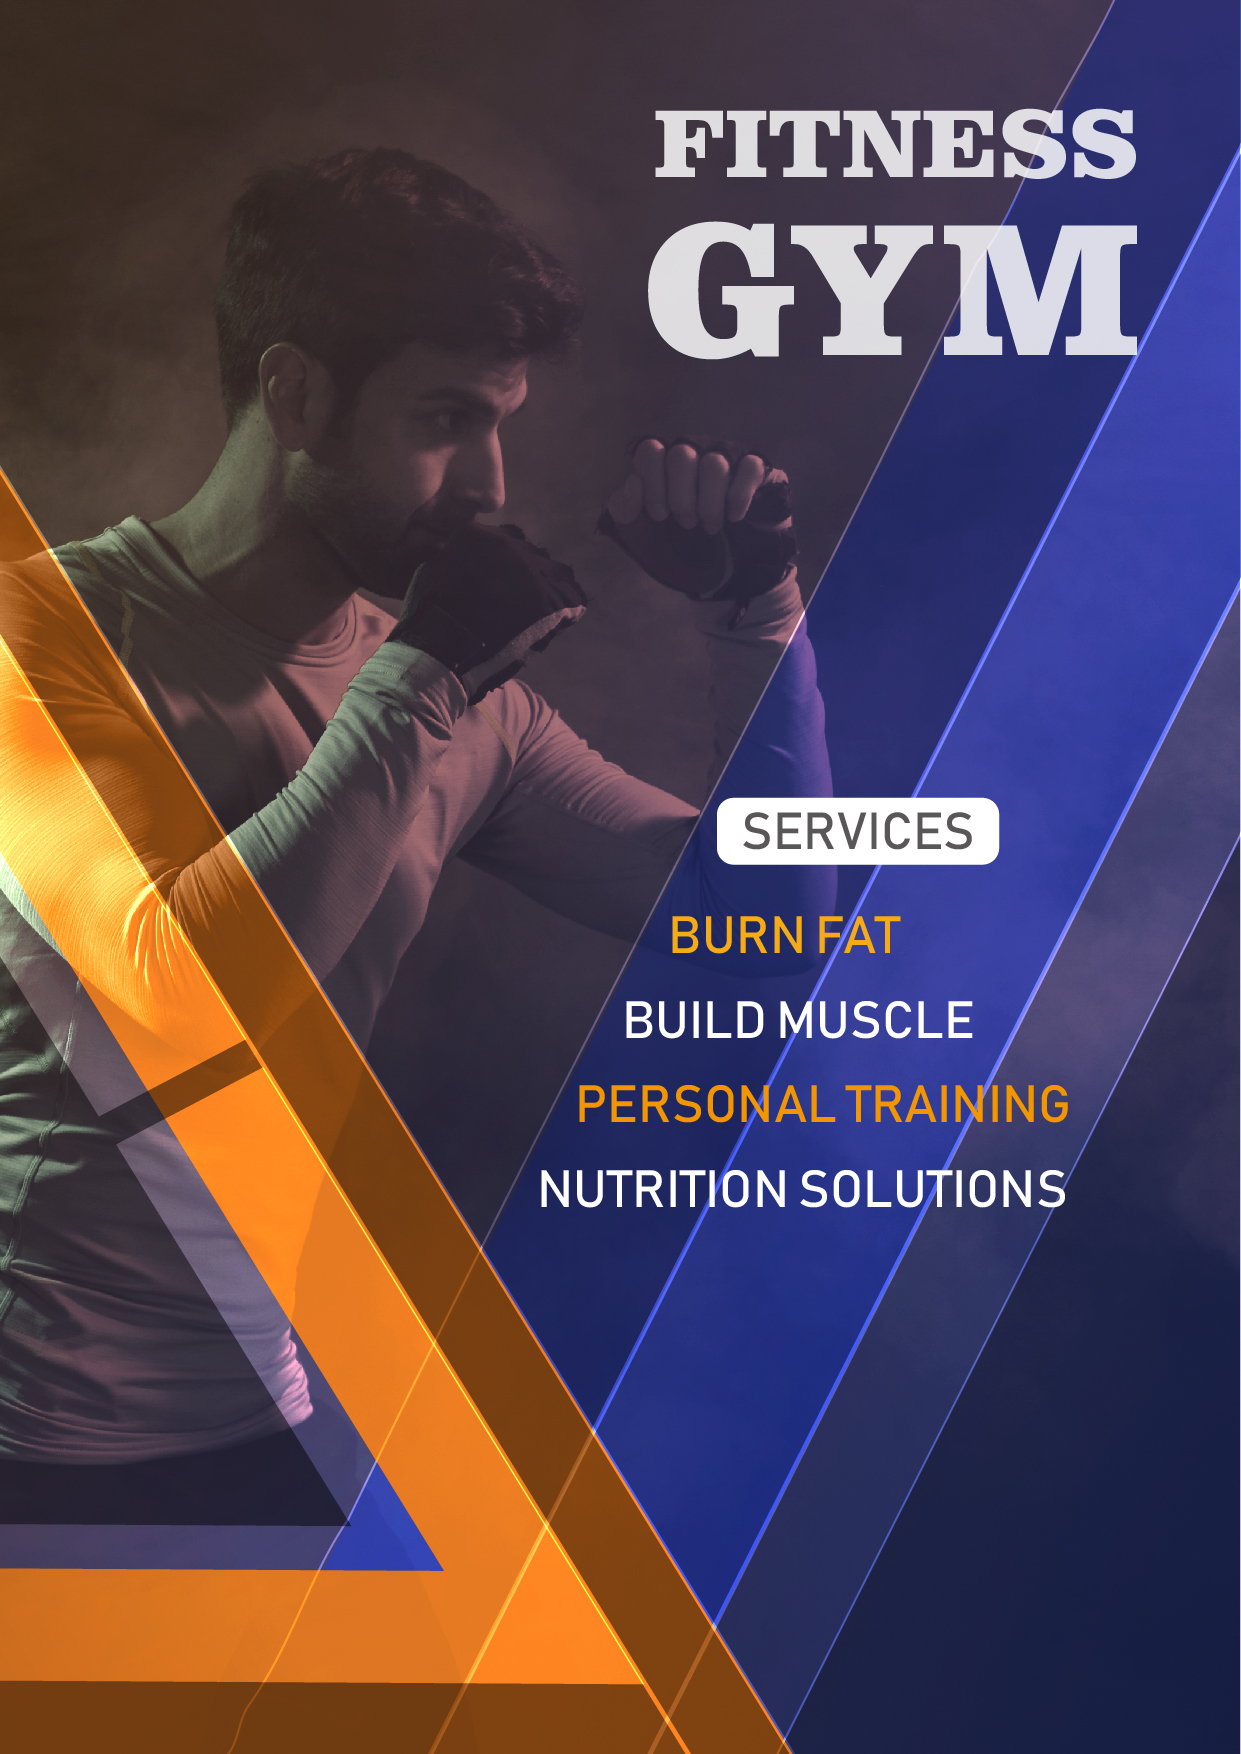 FITNESS
GYM
SERVICES
BURN FAT
BUILD MUSCLE
PERSONAL TRAINING
NUTRITION SOLUTIONS